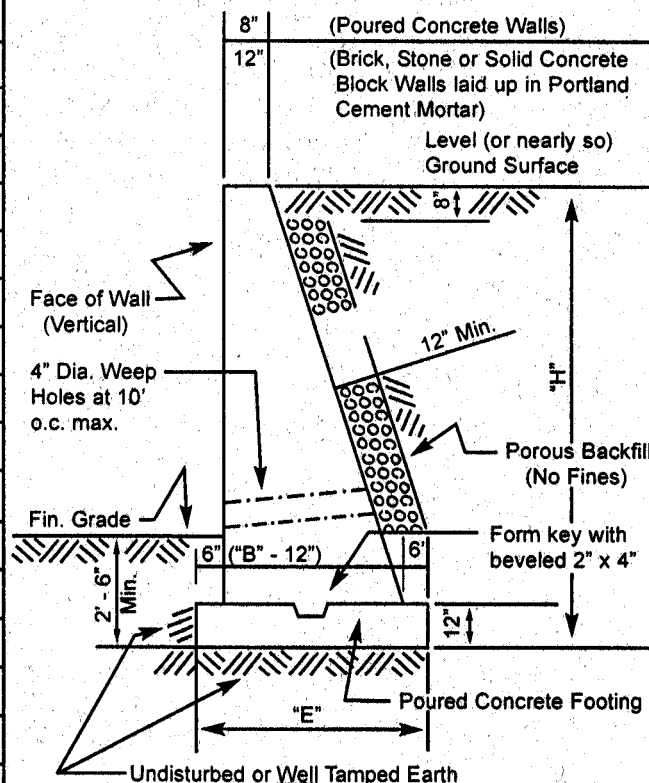 8" (Poured Concrete Walls)
12" (Brick, Stone or Solid Concrete
Block Walls laid up in Portland
Cement Mortar)
Level (or nearly so)
Ground Surface
8"
Face of Wall
(Vertical)
12" Min.
"H"
4" Dia. Weep
Holes at 10'
o.c. max.
Porous Backfill
(No Fines)
Fin. Grade
6" ("B" - 12") 6'
Form key with
beveled 2" x 4"
2' - 6"
Min.
12"
Poured Concrete Footing
"E"
Undisturbed or Well Tamped Earth